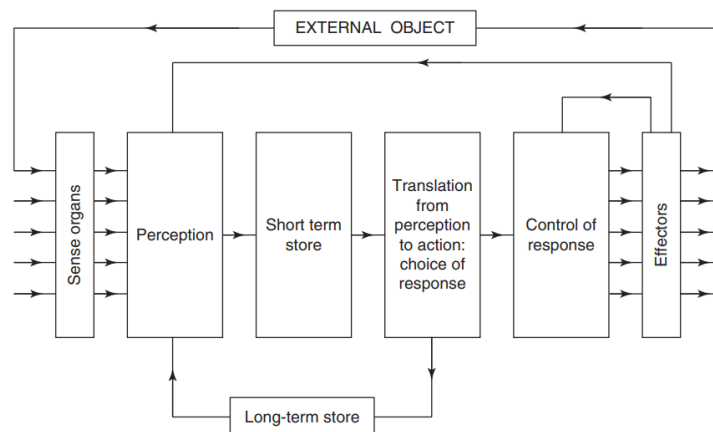 EXTERNAL OBJECT
Sense organs
Perception
Short term
store
Translation
from
perception
to action:
choice of
response
Control of
response
Effectors
Long-term store